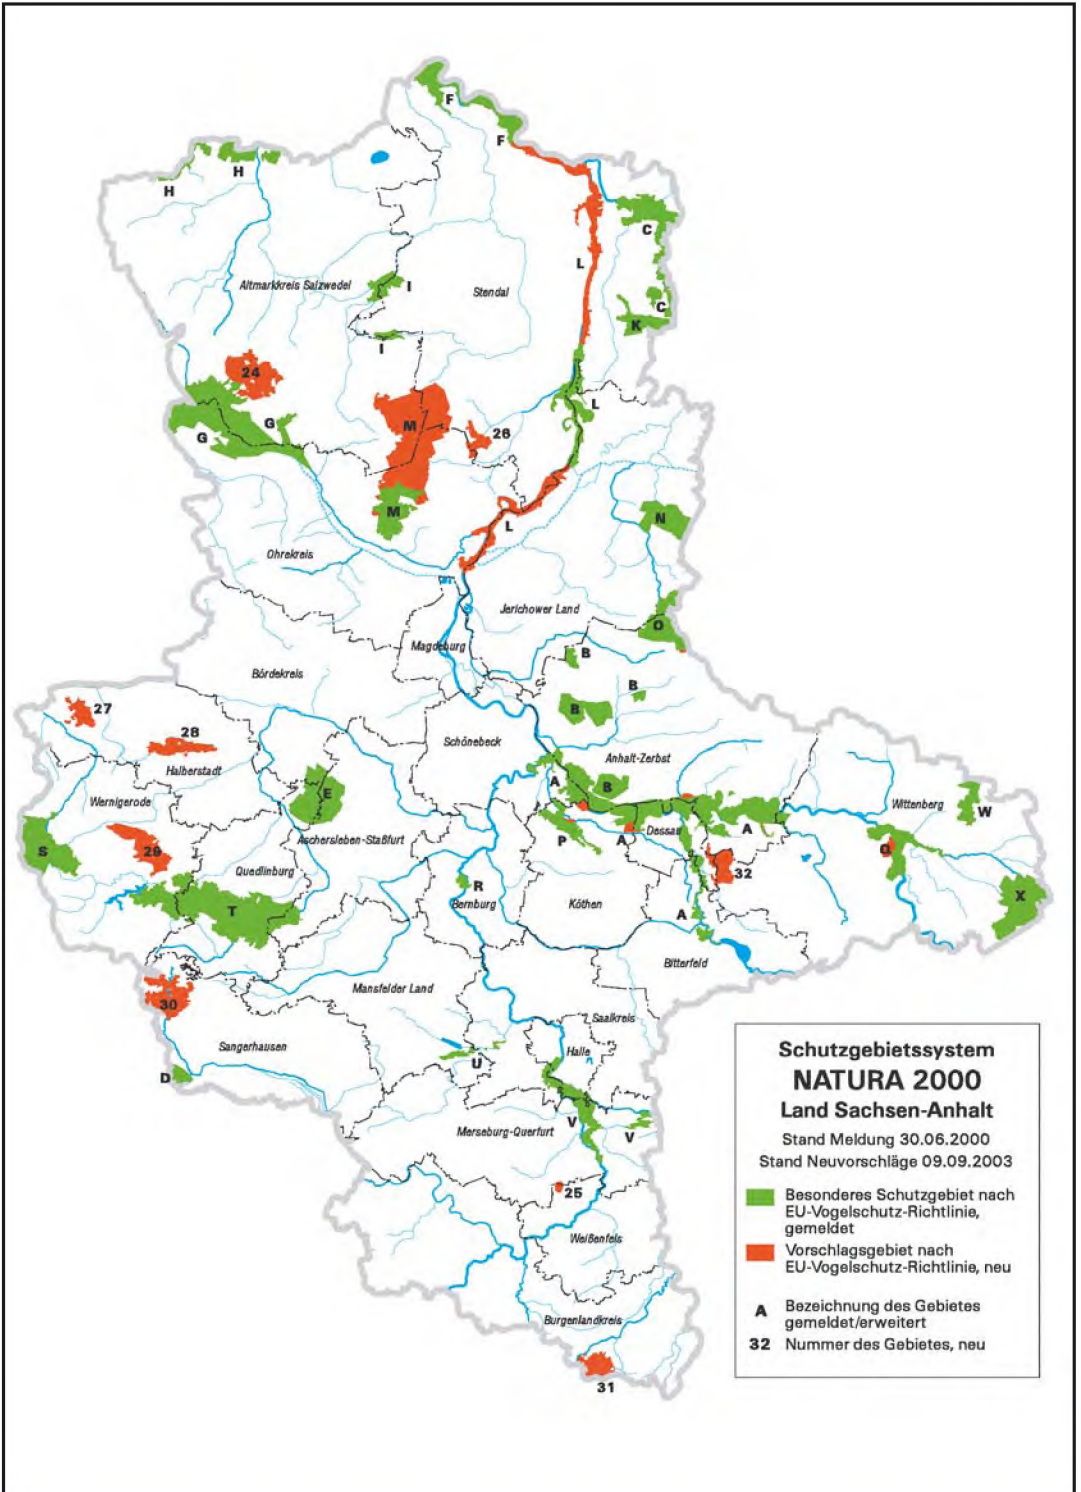 F
F
H
H
C
L
Altmarkkreis Salzwedel
I
Stendal
C
K
I
24
L
G
G
M
26
M
N
L
Ohrekreis
Jerichower Land
O
Magdeburg
B
Bördekreis
B
27
B
28
Schönebeck
Halberstadt
Anhalt-Zerbst
A
B
E
Wernigerode
Wittenberg
W
Dessau
A
Aschersleben-Staßfurt
P
A
S
29
Q
Quedlinburg
32
R
X
Bernburg
Köthen
T
A
Bitterfeld
Mansfelder Land
30
Saalkreis
Sangerhausen
Halle
U
D
V
V
Merseburg-Querfurt
25
Weißenfels
Burgenlandkreis
31
Schutzgebietssystem
NATURA 2000
Land Sachsen-Anhalt
Stand Meldung 30.06.2000
Stand Neuvorschläge 09.09.2003
Besonderes Schutzgebiet nach
EU-Vogelschutz-Richtlinie,
gemeldet
Vorschlagsgebiet nach
EU-Vogelschutz-Richtlinie, neu
A Bezeichnung des Gebietes
gemeldet/erweitert
32 Nummer des Gebietes, neu